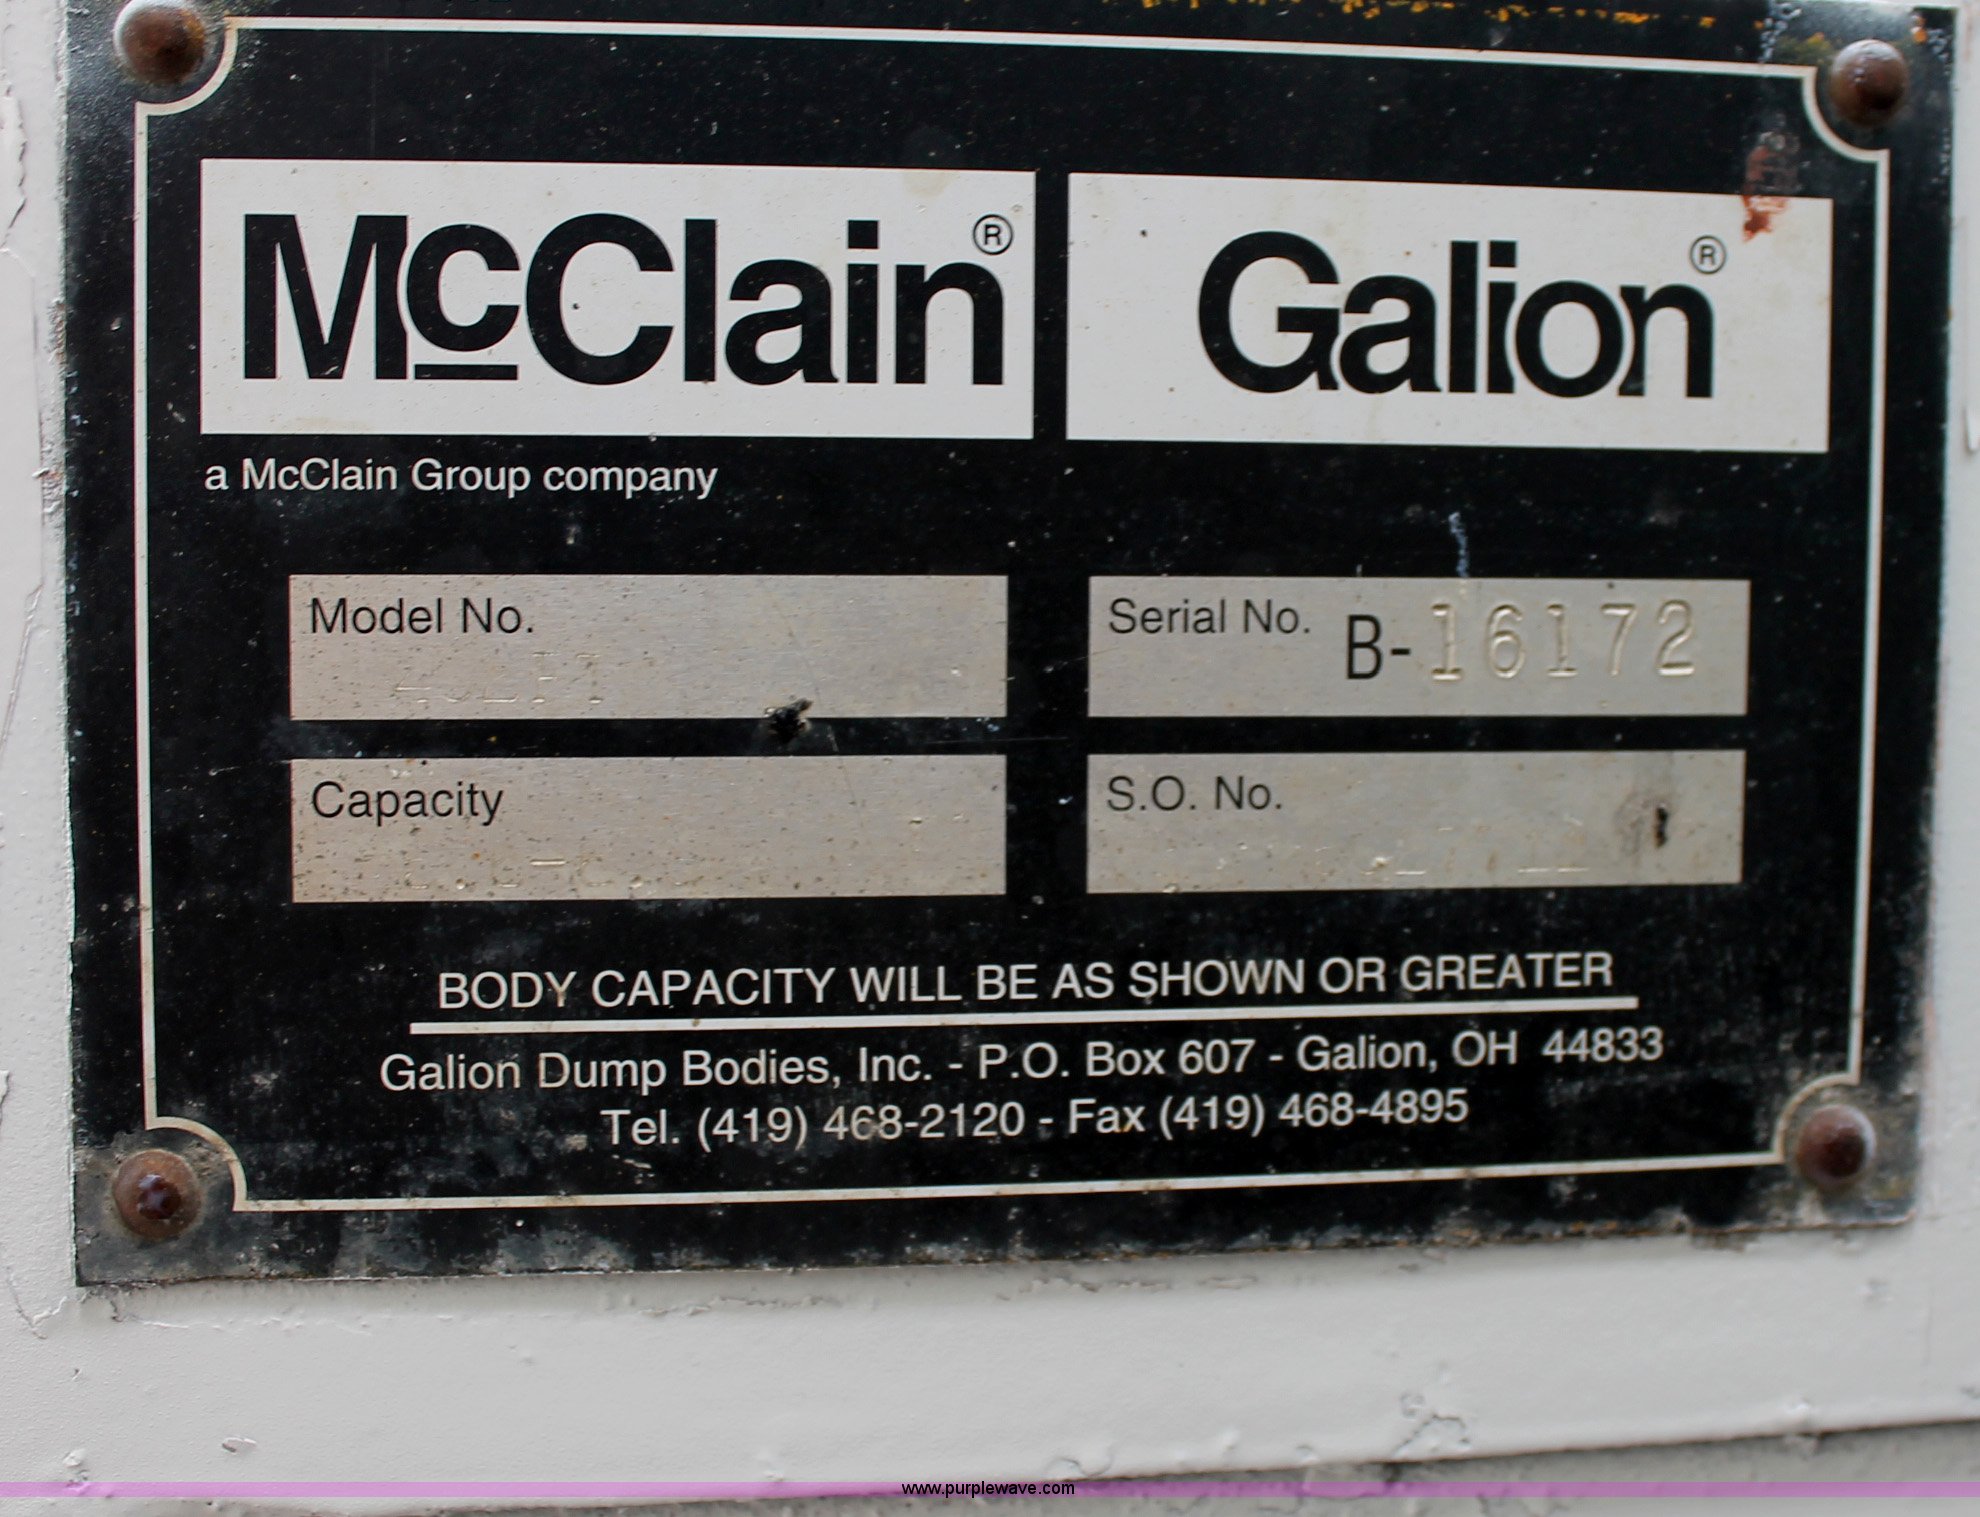 McClain® Galion®
a McClain Group company
Model No. Serial No. B-16172
Capacity S.O. No.
BODY CAPACITY WILL BE AS SHOWN OR GREATER
Galion Dump Bodies, Inc. - P.O. Box 607 - Galion, OH 44833
Tel. (419) 468-2120 - Fax (419) 468-4895
www.purplewave.com